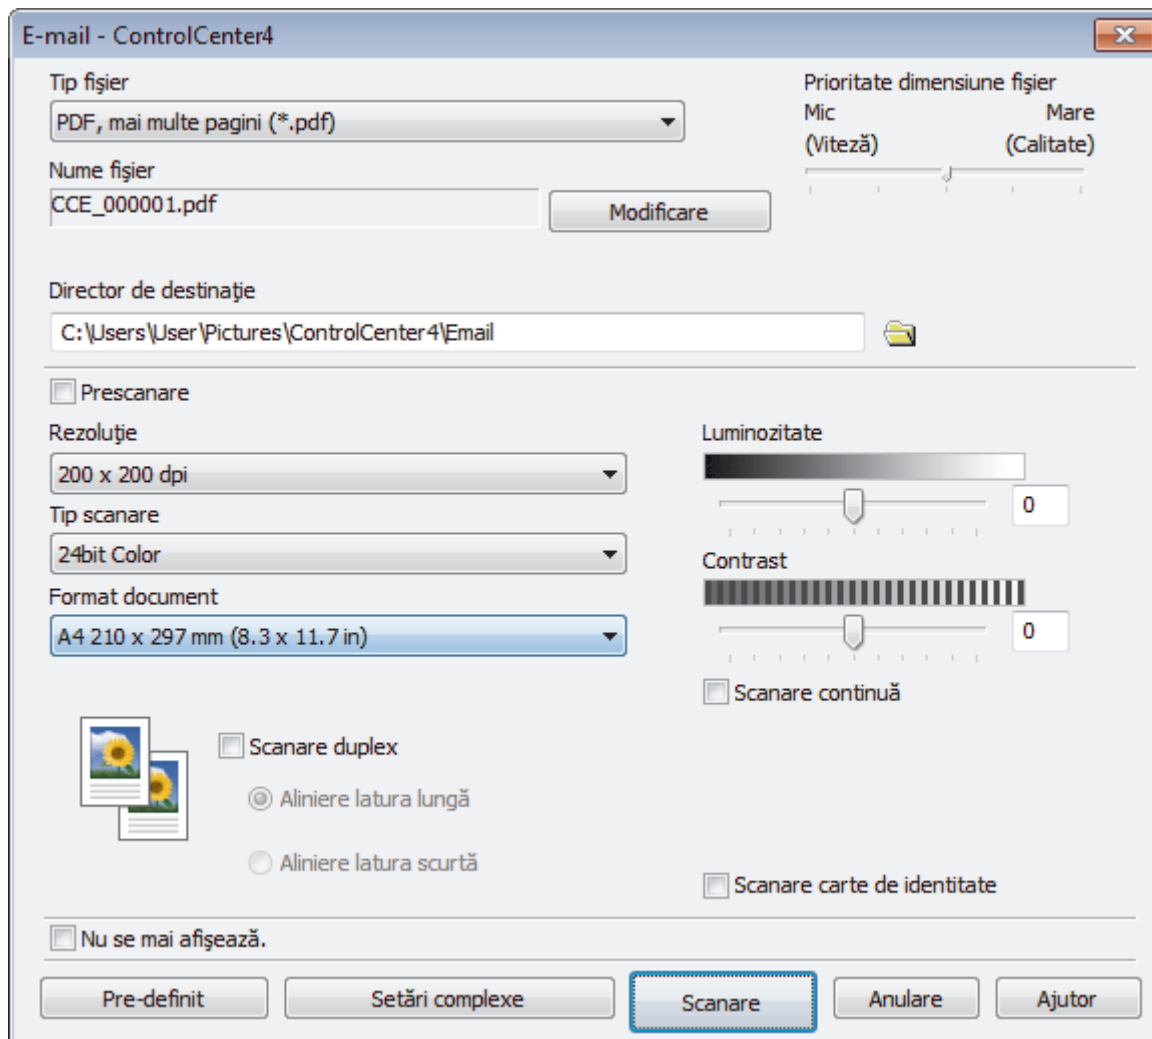 E-mail - ControlCenter4
Tip fişier
PDF, mai multe pagini (*.pdf)
Prioritate dimensiune fişier
Mic Mare
(Viteză) (Calitate)
Nume fişier
CCE_000001.pdf
Modificare
Director de destinaţie
C:\Users\User\Pictures\ControlCenter4\Email
Prescanare
Rezoluţie
200 x 200 dpi
Tip scanare
24bit Color
Format document
A4 210 x 297 mm (8.3 x 11.7 in)
Luminozitate
0
Contrast
0
Scanare continuă
Scanare duplex
Aliniere latura lungă
Aliniere latura scurtă
Scanare carte de identitate
Nu se mai afişează.
Pre-definit Setări complexe Scanare Anulare Ajutor